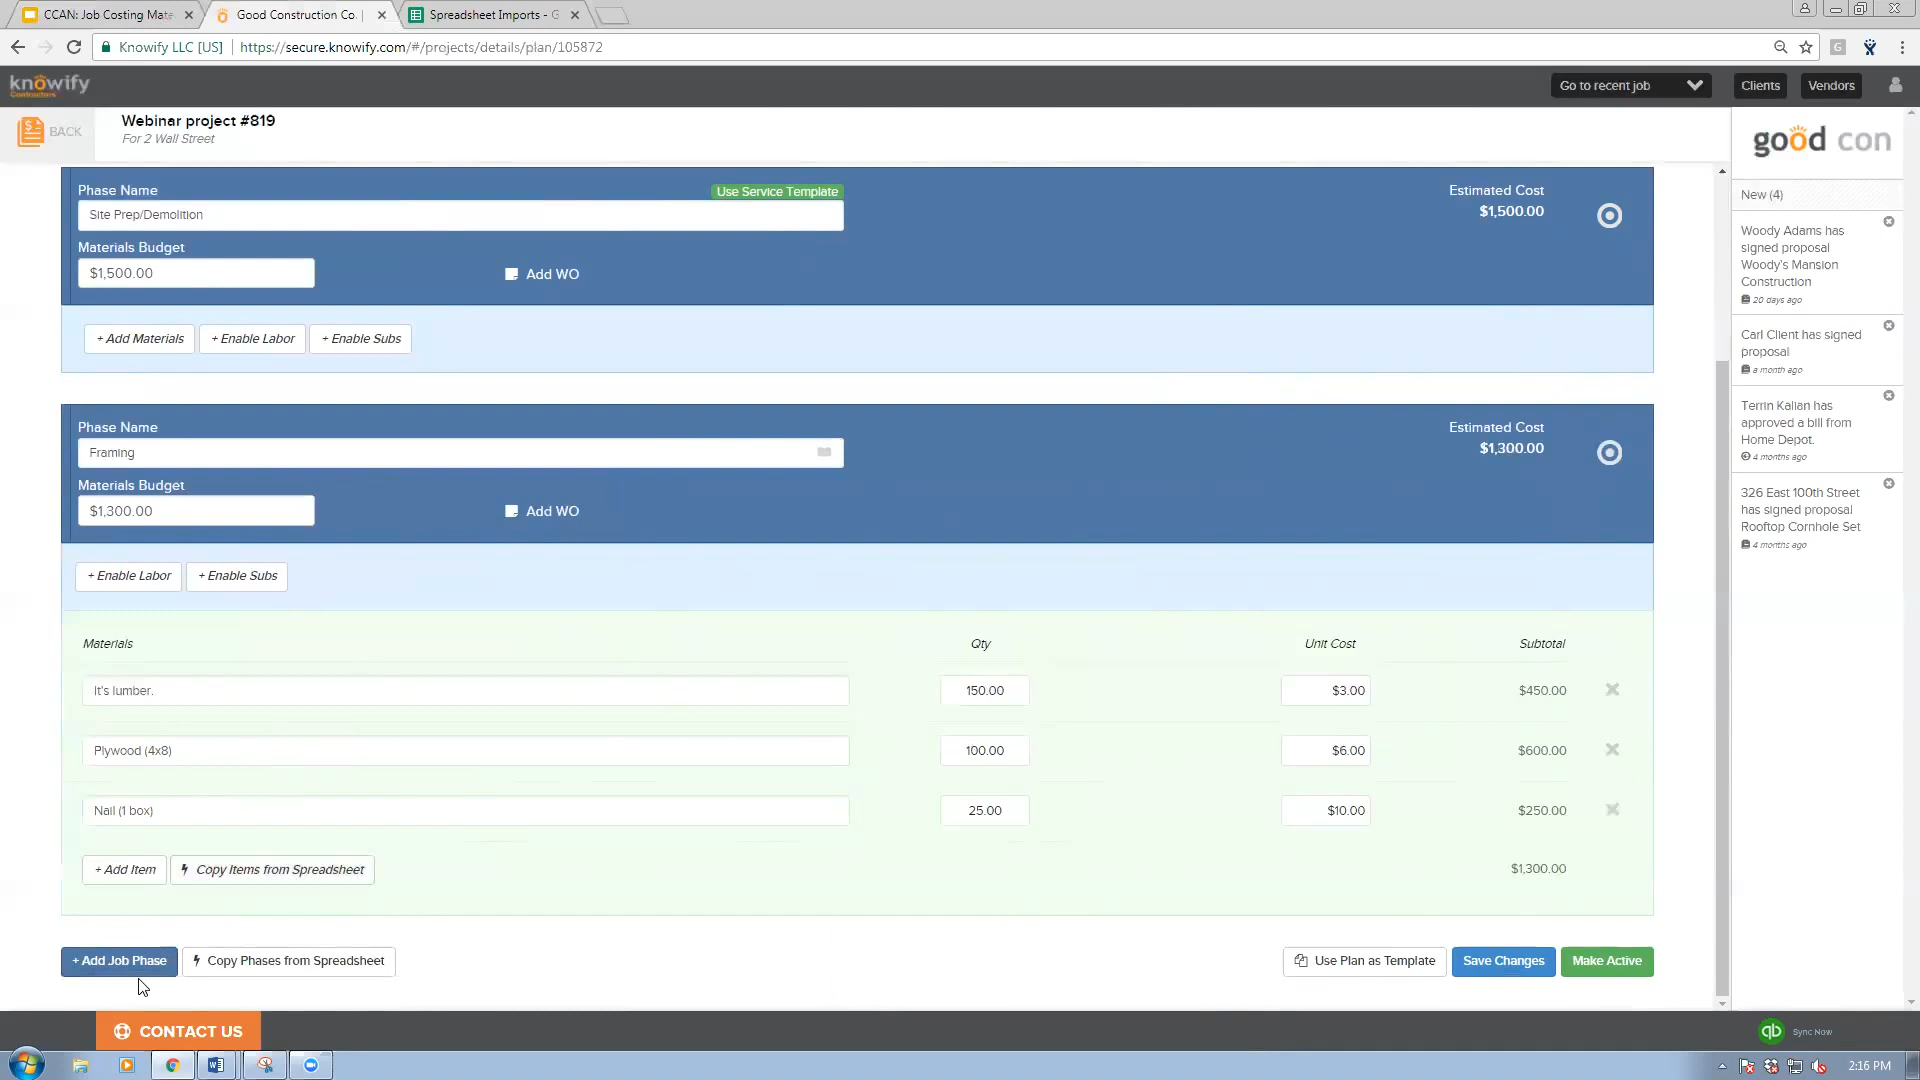 CCAN: Job Costing Mate
Good Construction Co. |
Spreadsheet Imports - G
Knowify LLC [US]
https://secure.knowify.com/#/projects/details/plan/105872
knowify
Contractors
Go to recent job
Clients
Vendors
BACK
Webinar project #819
For 2 Wall Street
good con
New (4)
Woody Adams has
signed proposal
Woody's Mansion
Construction
20 days ago
Carl Client has signed
proposal
a month ago
Terrin Kalian has
approved a bill from
Home Depot.
4 months ago
326 East 100th Street
has signed proposal
Rooftop Cornhole Set
4 months ago
Phase Name
Use Service Template
Estimated Cost
Site Prep/Demolition
$1,500.00
Materials Budget
$1,500.00
Add WO
+ Add Materials
+ Enable Labor
+ Enable Subs
Phase Name
Estimated Cost
Framing
$1,300.00
Materials Budget
$1,300.00
Add WO
+ Enable Labor
+ Enable Subs
Materials
Qty
Unit Cost
Subtotal
It's lumber.
150.00
$3.00
$450.00
Plywood (4x8)
100.00
$6.00
$600.00
Nail (1 box)
25.00
$10.00
$250.00
+ Add Item
Copy Items from Spreadsheet
$1,300.00
+ Add Job Phase
Copy Phases from Spreadsheet
Use Plan as Template
Save Changes
Make Active
CONTACT US
qb
Sync Now
2:16 PM